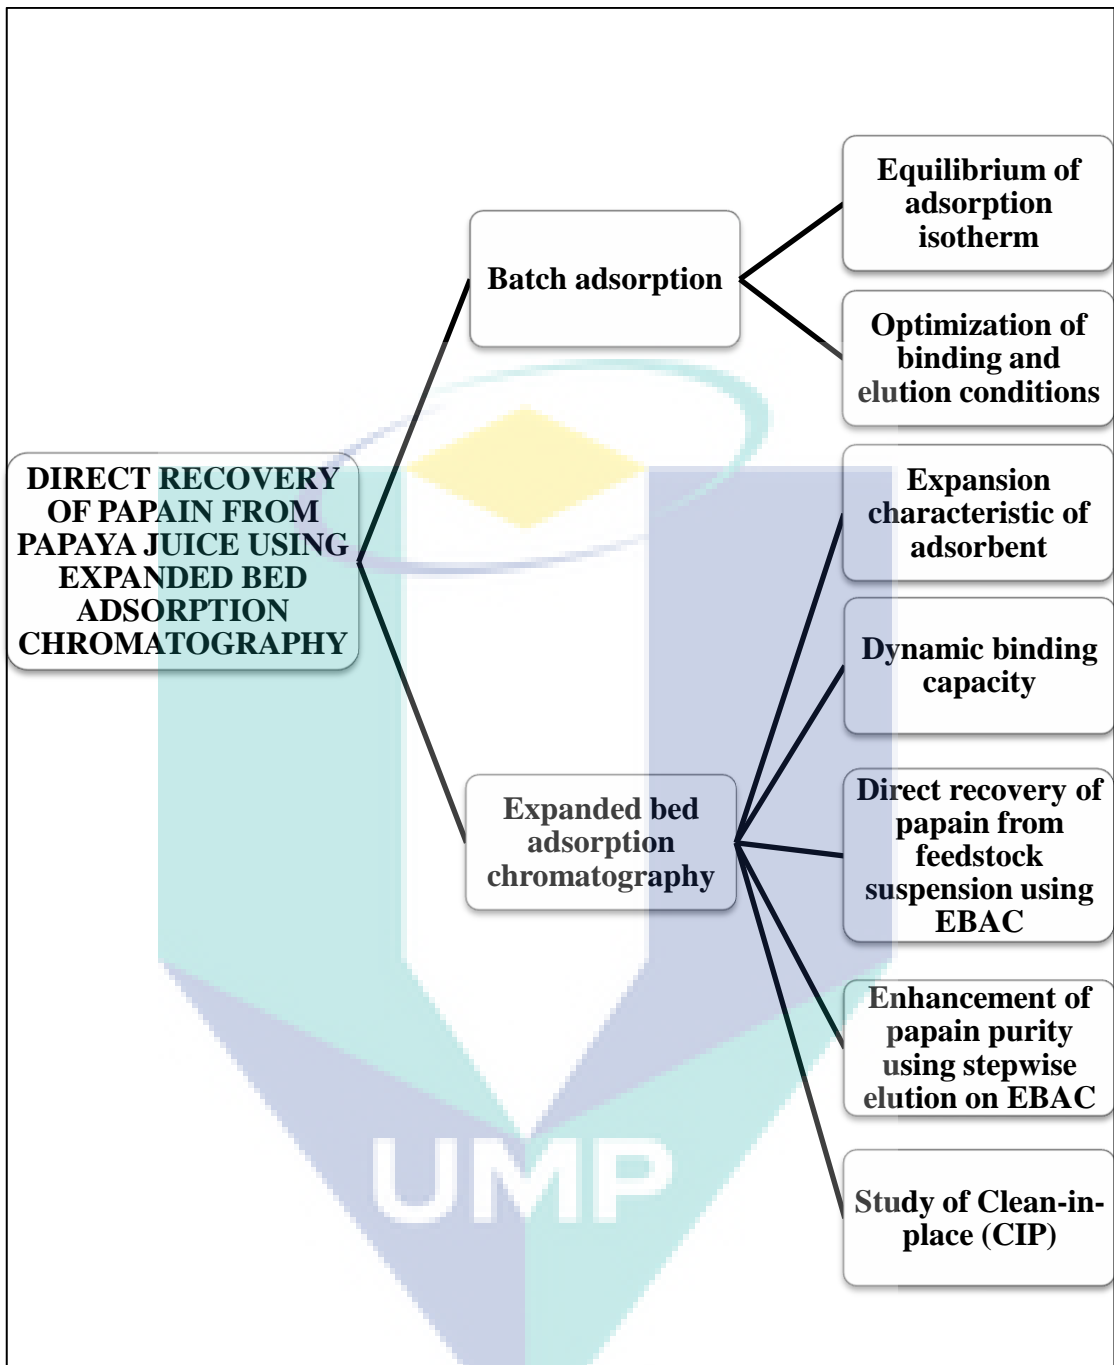 DIRECT RECOVERY
OF PAPAIN FROM
PAPAYA JUICE USING
EXPANDED BED
ADSORPTION
CHROMATOGRAPHY
Batch adsorption
Equilibrium of
adsorption
isotherm
Optimization of
binding and
elution conditions
Expanded bed
adsorption
chromatography
Expansion
characteristic of
adsorbent
Dynamic binding
capacity
Direct recovery of
papain from
feedstock
suspension using
EBAC
Enhancement of
papain purity
using stepwise
elution on EBAC
Study of Clean-in-
place (CIP)
UMP